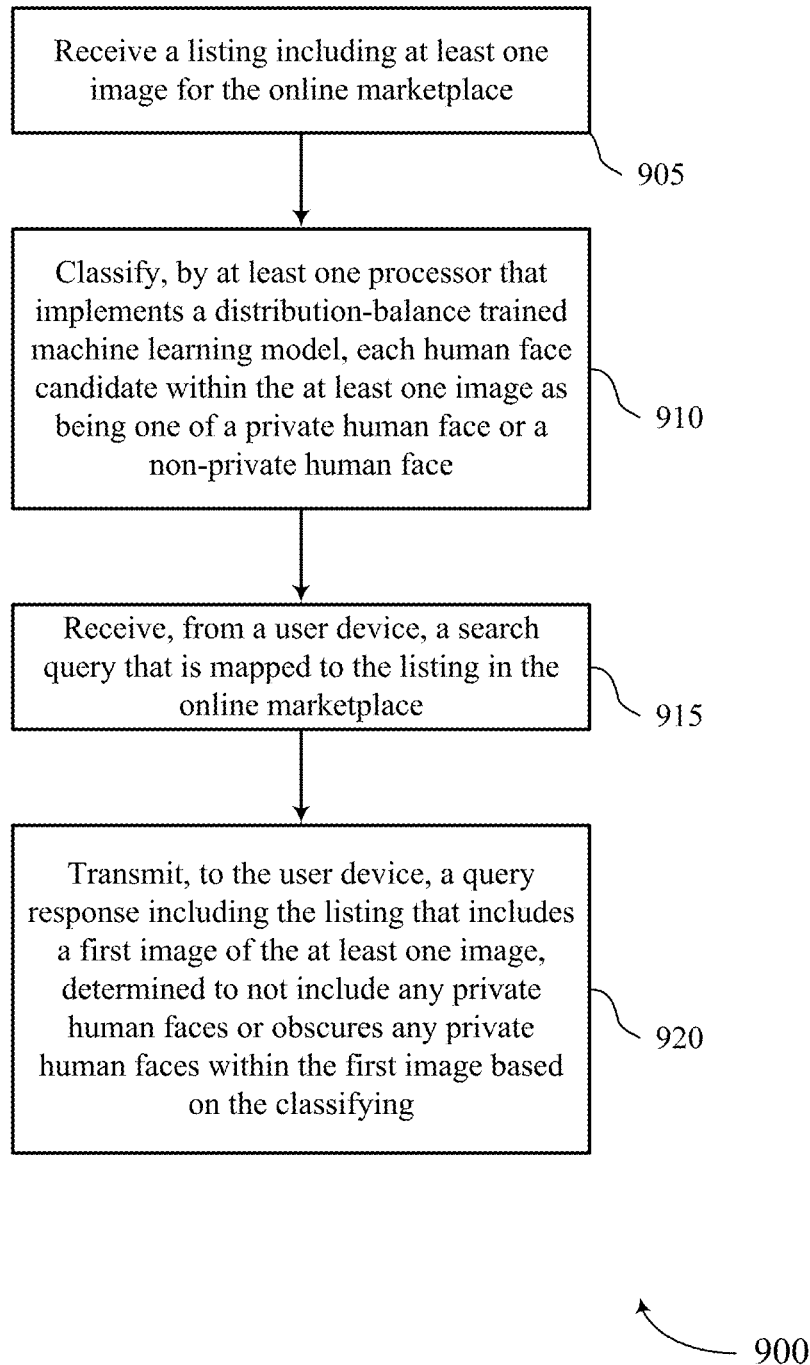 Receive a listing including at least one
image for the online marketplace
905
Classify, by at least one processor that
implements a distribution-balance trained
machine learning model, each human face
candidate within the at least one image as
being one of a private human face or a
non-private human face
910
Receive, from a user device, a search
query that is mapped to the listing in the
online marketplace
915
Transmit, to the user device, a query
response including the listing that includes
a first image of the at least one image,
determined to not include any private
human faces or obscures any private
human faces within the first image based
on the classifying
920
900